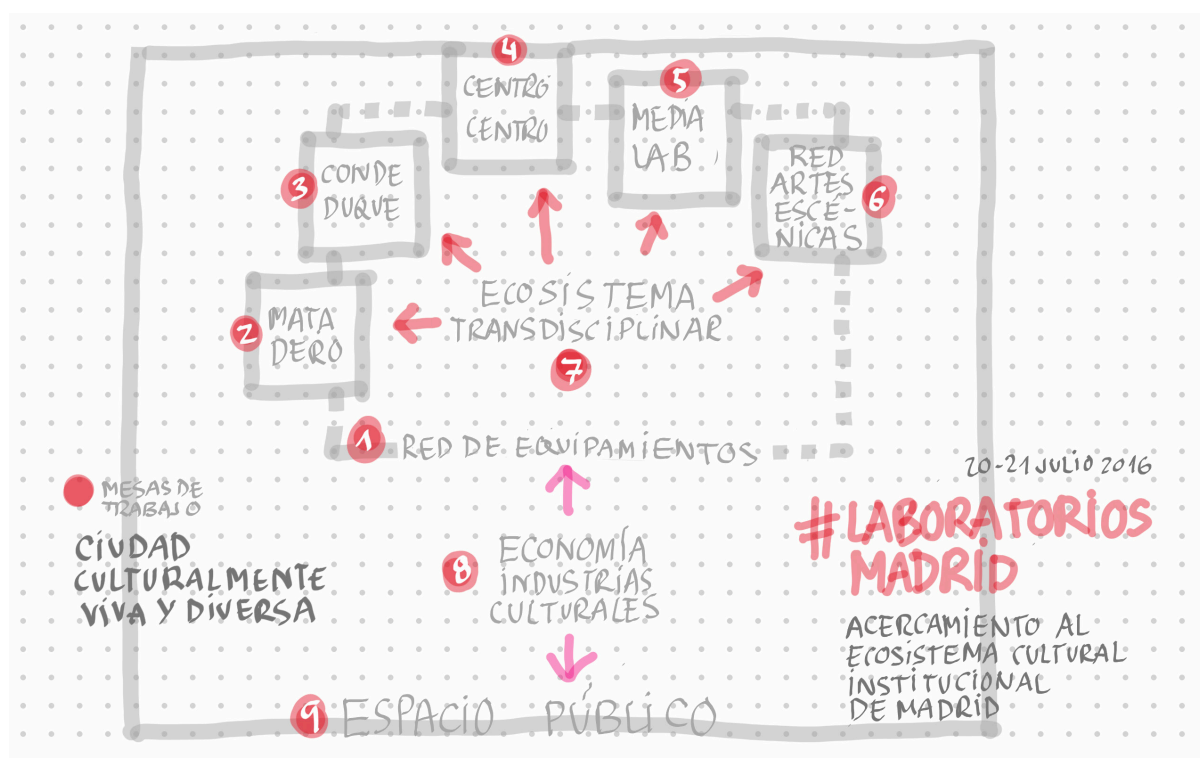 4
CENTRO
CENTRO
5
MEDIA
LAB
3
CONDE
DUQUE
RED
ARTES
ESCÉ-
NICAS
6
2
MATA
DERO
ECOSISTEMA
TRANSDISCIPLINAR
7
1 RED DE EQUIPAMIENTOS
MESAS DE
TRABAJO
CIUDAD
CULTURALMENTE
VIVA Y DIVERSA
8
ECONOMÍA
INDUSTRIAS
CULTURALES
9 ESPACIO PÚBLICO
20-21 JULIO 2016
#LABORATORIOS
MADRID
ACERCAMIENTO AL
ECOSISTEMA CULTURAL
INSTITUCIONAL
DE MADRID